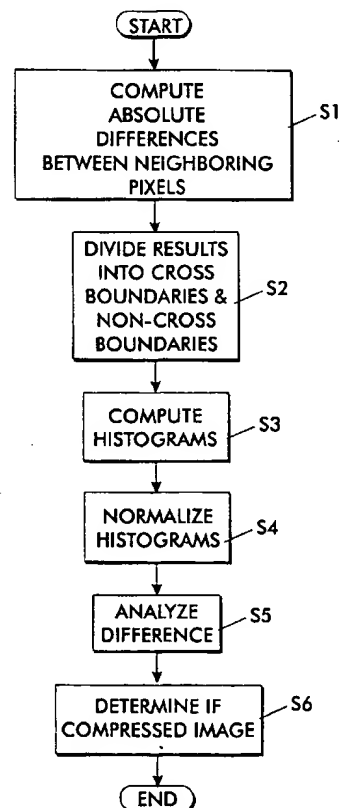 START
COMPUTE
ABSOLUTE
DIFFERENCES
BETWEEN NEIGHBORING
PIXELS
S1
DIVIDE RESULTS
INTO CROSS
BOUNDARIES &
NON-CROSS
BOUNDARIES
S2
COMPUTE
HISTOGRAMS
S3
NORMALIZE
HISTOGRAMS
S4
ANALYZE
DIFFERENCE
S5
DETERMINE IF
COMPRESSED IMAGE
S6
END